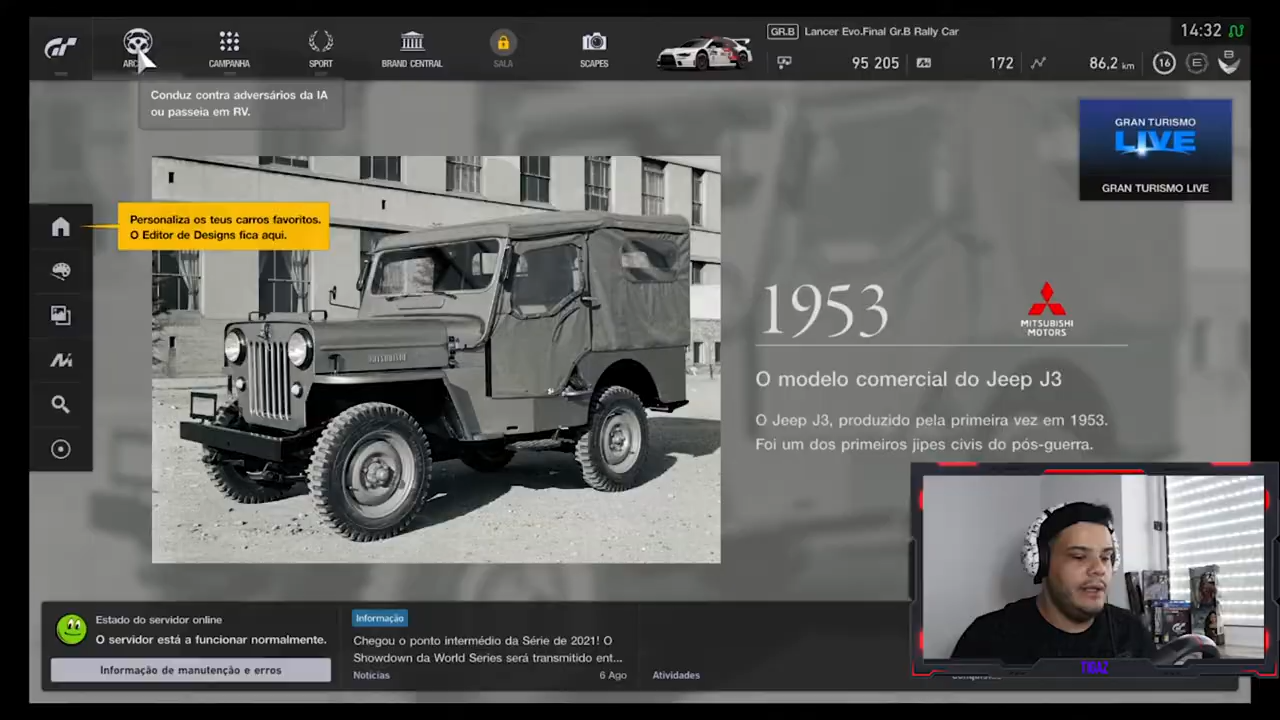 ARC
CAMPANHA
SPORT
BRAND CENTRAL
SALA
SCAPES
GR.B Lancer Evo.Final Gr.B Rally Car
95 205
172
86,2 km
16
E
B
14:32
Conduz contra adversários da IA
ou passeia em RV.
GRAN TURISMO
LIVE
GRAN TURISMO LIVE
Personaliza os teus carros favoritos.
O Editor de Designs fica aqui.
MITSUBISHI
1953
MITSUBISHI
MOTORS
O modelo comercial do Jeep J3
O Jeep J3, produzido pela primeira vez em 1953.
Foi um dos primeiros jipes civis do pós-guerra.
Estado do servidor online
O servidor está a funcionar normalmente.
Informação de manutenção e erros
Informação
Chegou o ponto intermédio da Série de 2021! O
Showdown da World Series será transmitido ent...
Notícias
6 Ago
Atividades
TIDAZ